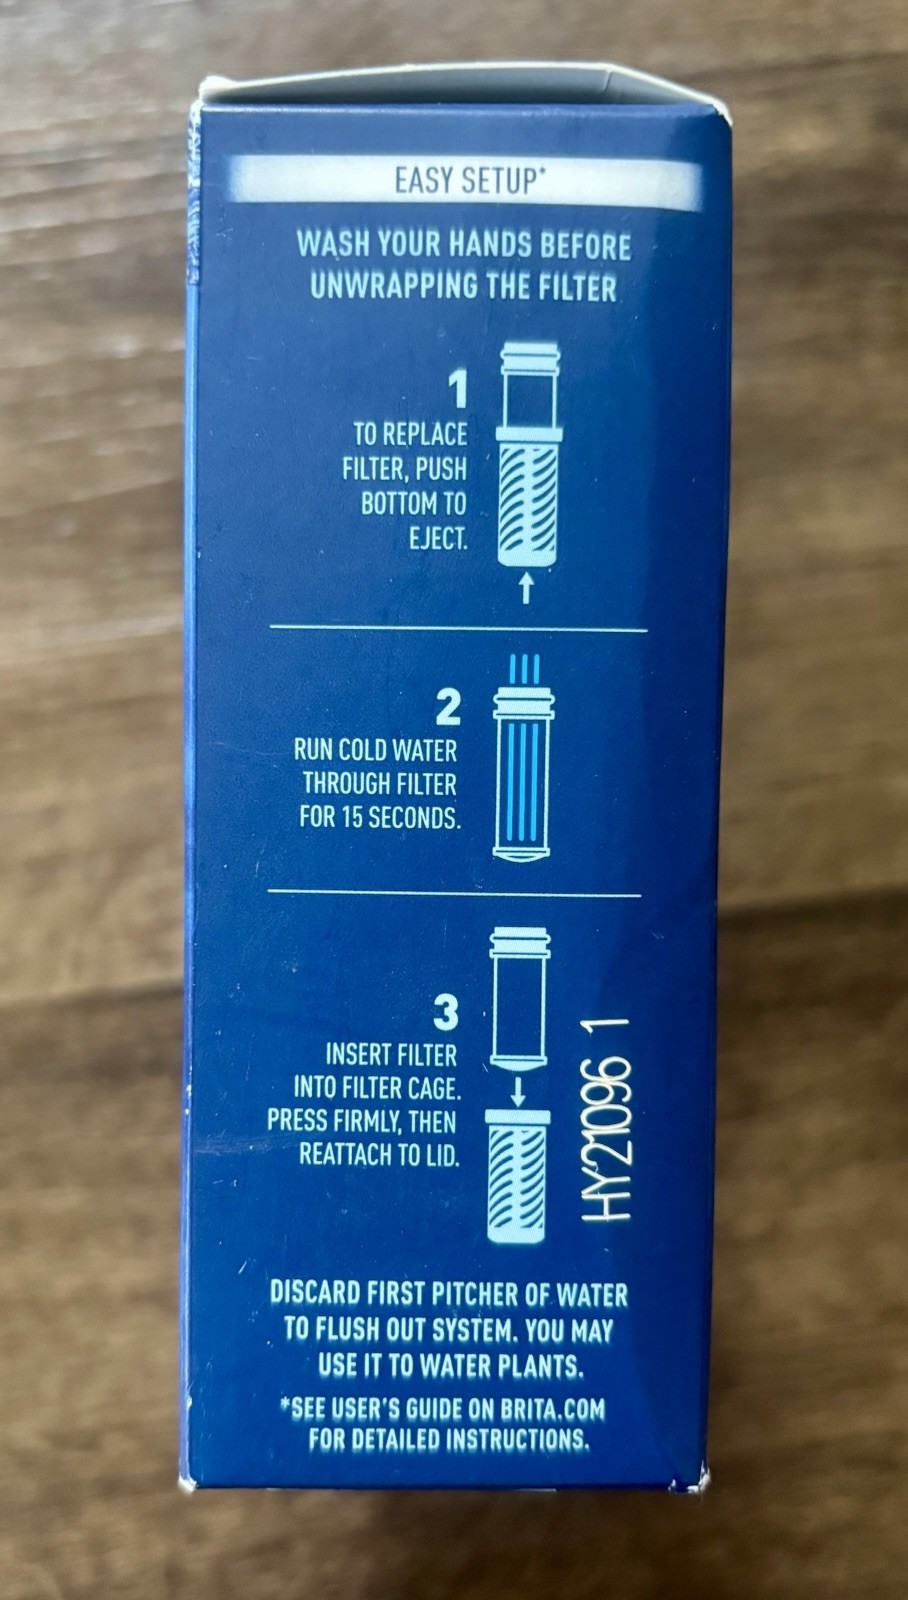 EASY SETUP*
WASH YOUR HANDS BEFORE
UNWRAPPING THE FILTER
1
TO REPLACE
FILTER, PUSH
BOTTOM TO
EJECT.
2
RUN COLD WATER
THROUGH FILTER
FOR 15 SECONDS.
3
INSERT FILTER
INTO FILTER CAGE.
PRESS FIRMLY, THEN
REATTACH TO LID.
HY21096 1
DISCARD FIRST PITCHER OF WATER
TO FLUSH OUT SYSTEM. YOU MAY
USE IT TO WATER PLANTS.
*SEE USER'S GUIDE ON BRITA.COM
FOR DETAILED INSTRUCTIONS.